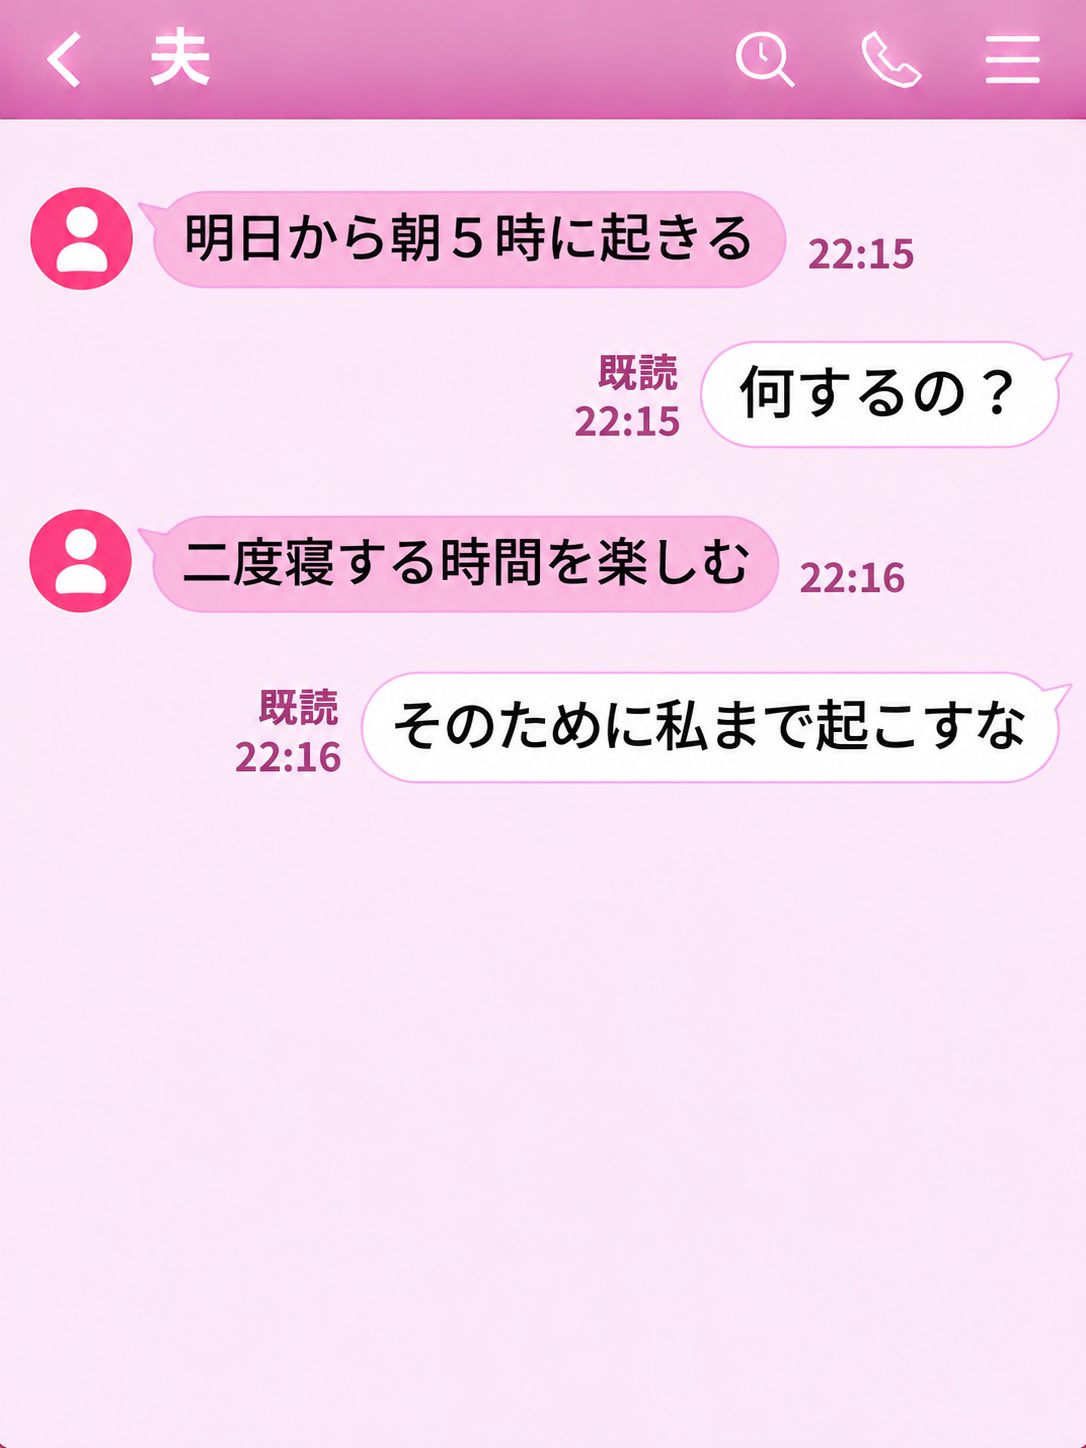 夫
明日から朝５時に起きる
22:15
何するの？
既読
22:15
二度寝する時間を楽しむ
22:16
そのために私まで起こすな
既読
22:16